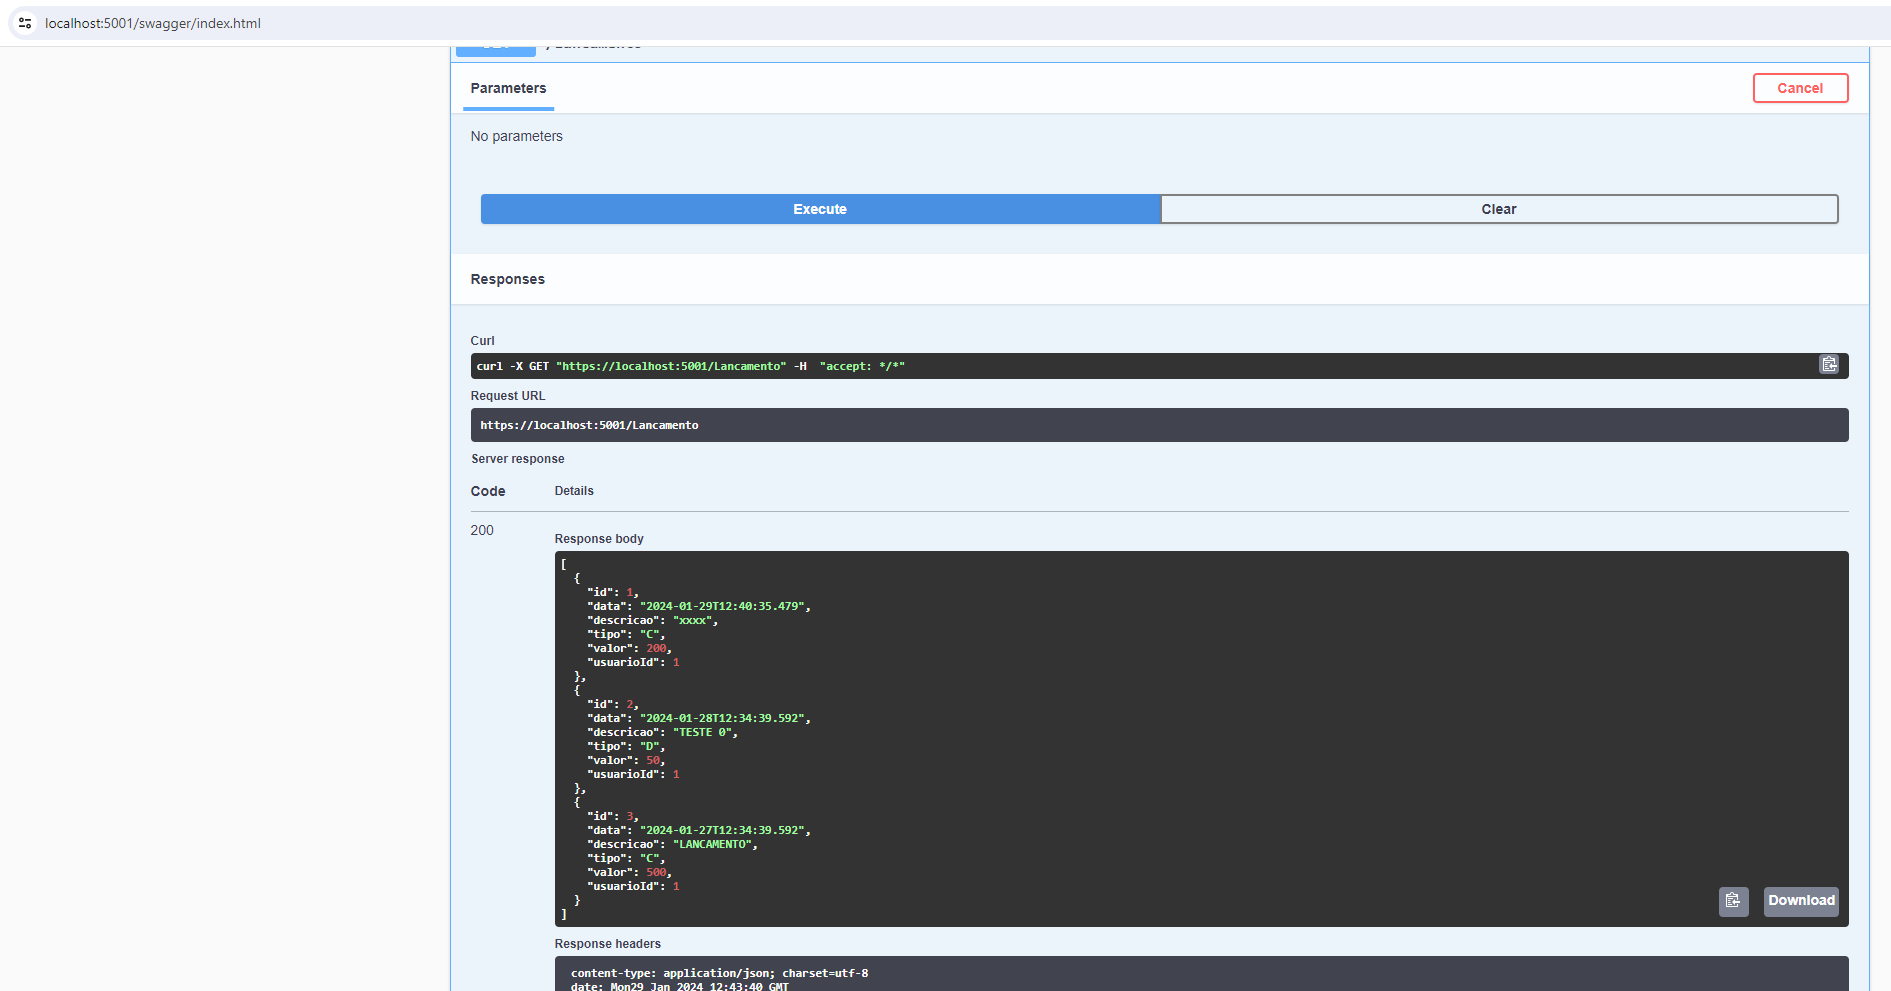 localhost:5001/swagger/index.html
Parameters
Cancel
No parameters
Execute
Clear
Responses
Curl
curl -X GET "https://localhost:5001/Lancamento" -H  "accept: */*"
Request URL
https://localhost:5001/Lancamento
Server response
Code
Details
200
Response body
[
  {
    "id": 1,
    "data": "2024-01-29T12:40:35.479",
    "descricao": "xxxx",
    "tipo": "C",
    "valor": 200,
    "usuarioId": 1
  },
  {
    "id": 2,
    "data": "2024-01-28T12:34:39.592",
    "descricao": "TESTE 0",
    "tipo": "D",
    "valor": 50,
    "usuarioId": 1
  },
  {
    "id": 3,
    "data": "2024-01-27T12:34:39.592",
    "descricao": "LANCAMENTO",
    "tipo": "C",
    "valor": 500,
    "usuarioId": 1
  }
]
Download
Response headers
content-type: application/json; charset=utf-8
date: Mon29 Jan 2024 12:43:40 GMT